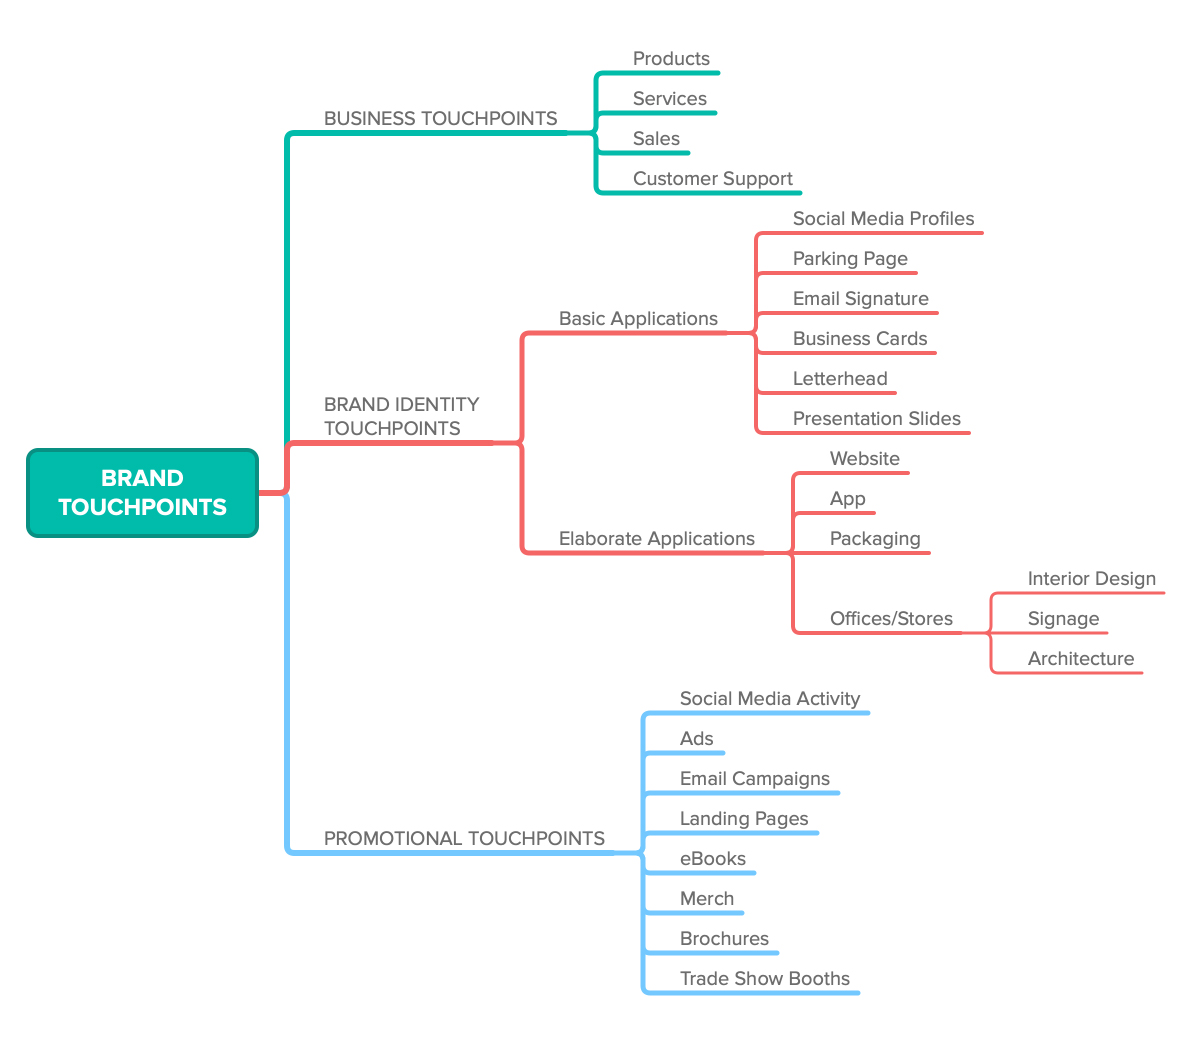 Products
Services
BUSINESS TOUCHPOINTS
Sales
Customer Support
Social Media Profiles
Parking Page
Email Signature
Basic Applications
Business Cards
Letterhead
BRAND IDENTITY
TOUCHPOINTS
Presentation Slides
Website
BRAND
TOUCHPOINTS
App
Elaborate Applications
Packaging
Interior Design
Offices/Stores
Signage
Architecture
Social Media Activity
Ads
Email Campaigns
Landing Pages
PROMOTIONAL TOUCHPOINTS
eBooks
Merch
Brochures
Trade Show Booths